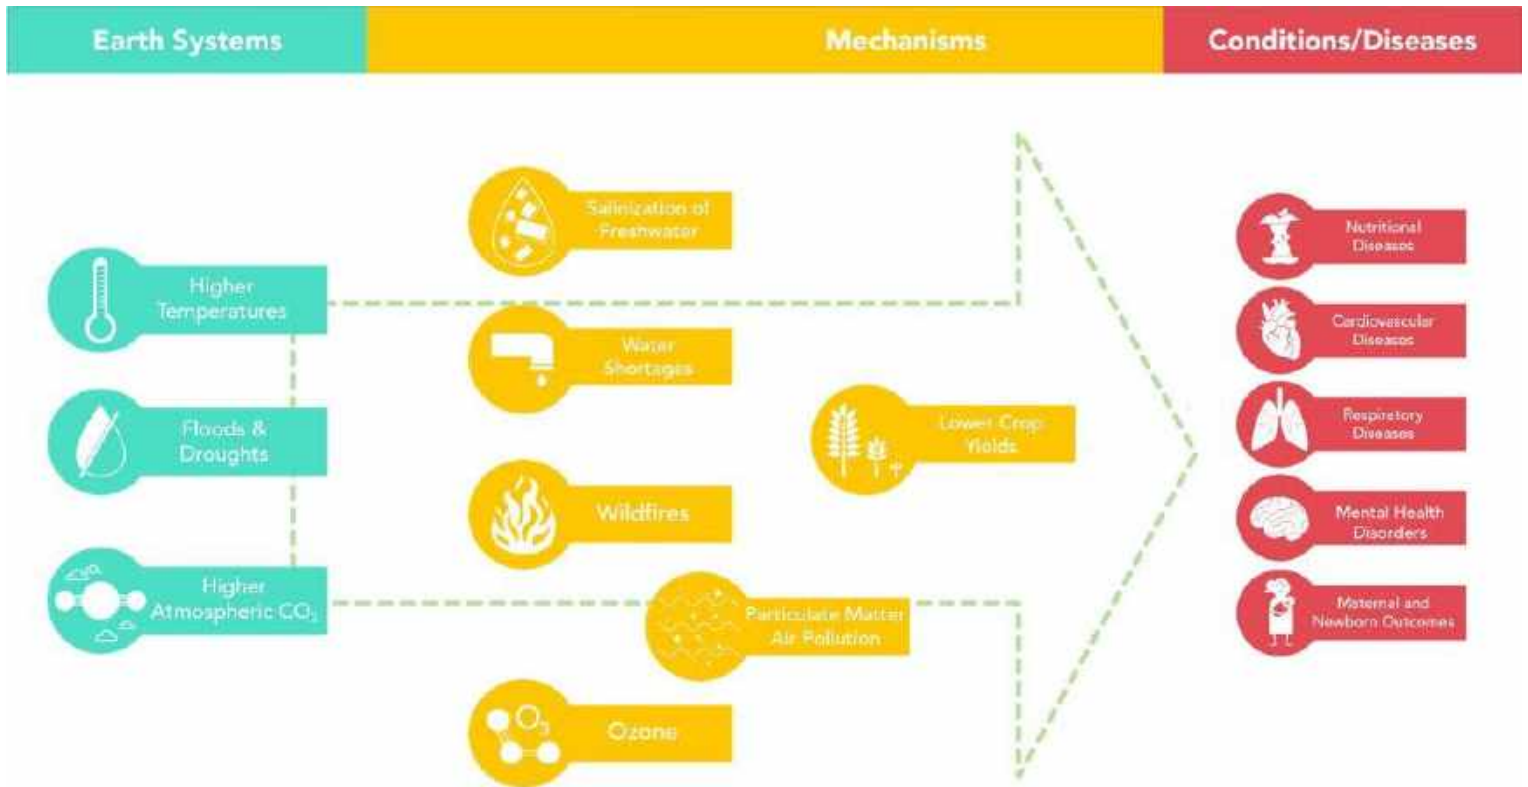 Earth Systems
Mechanisms
Conditions/Diseases
Higher
Temperatures
Floods &
Droughts
Higher
Atmospheric CO₂
Salinization of
Freshwater
Water
Shortages
Wildfires
Particulate Matter
Air Pollution
O₃
Ozone
Lower Crop
Yields
Nutritional
Diseases
Cardiovascular
Diseases
Respiratory
Diseases
Mental Health
Disorders
Maternal and
Newborn Outcomes